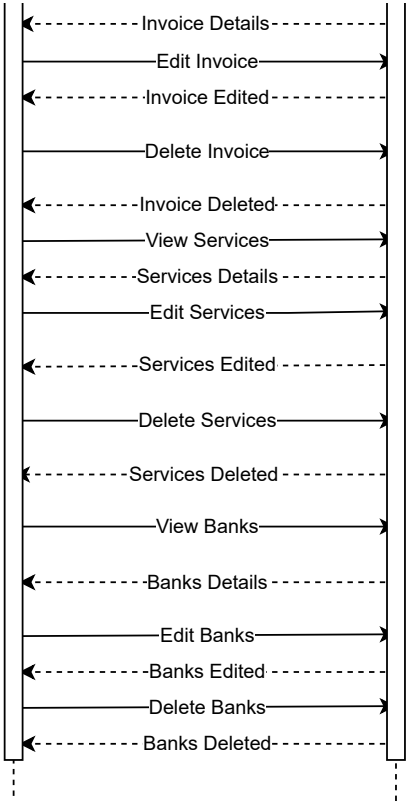 Invoice Details
Edit Invoice
Invoice Edited
Delete Invoice
Invoice Deleted
View Services
Services Details
Edit Services
Services Edited
Delete Services
Services Deleted
View Banks
Banks Details
Edit Banks
Banks Edited
Delete Banks
Banks Deleted